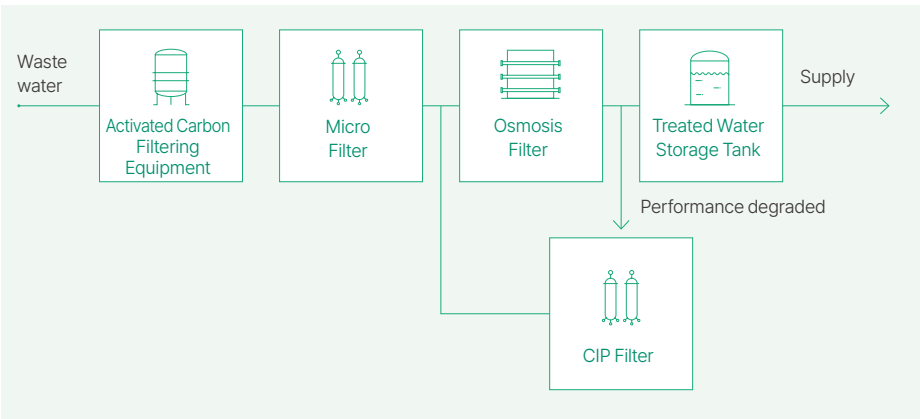 Waste
water
Activated Carbon
Filtering
Equipment
Micro
Filter
Osmosis
Filter
Treated Water
Storage Tank
Supply
Performance degraded
CIP Filter